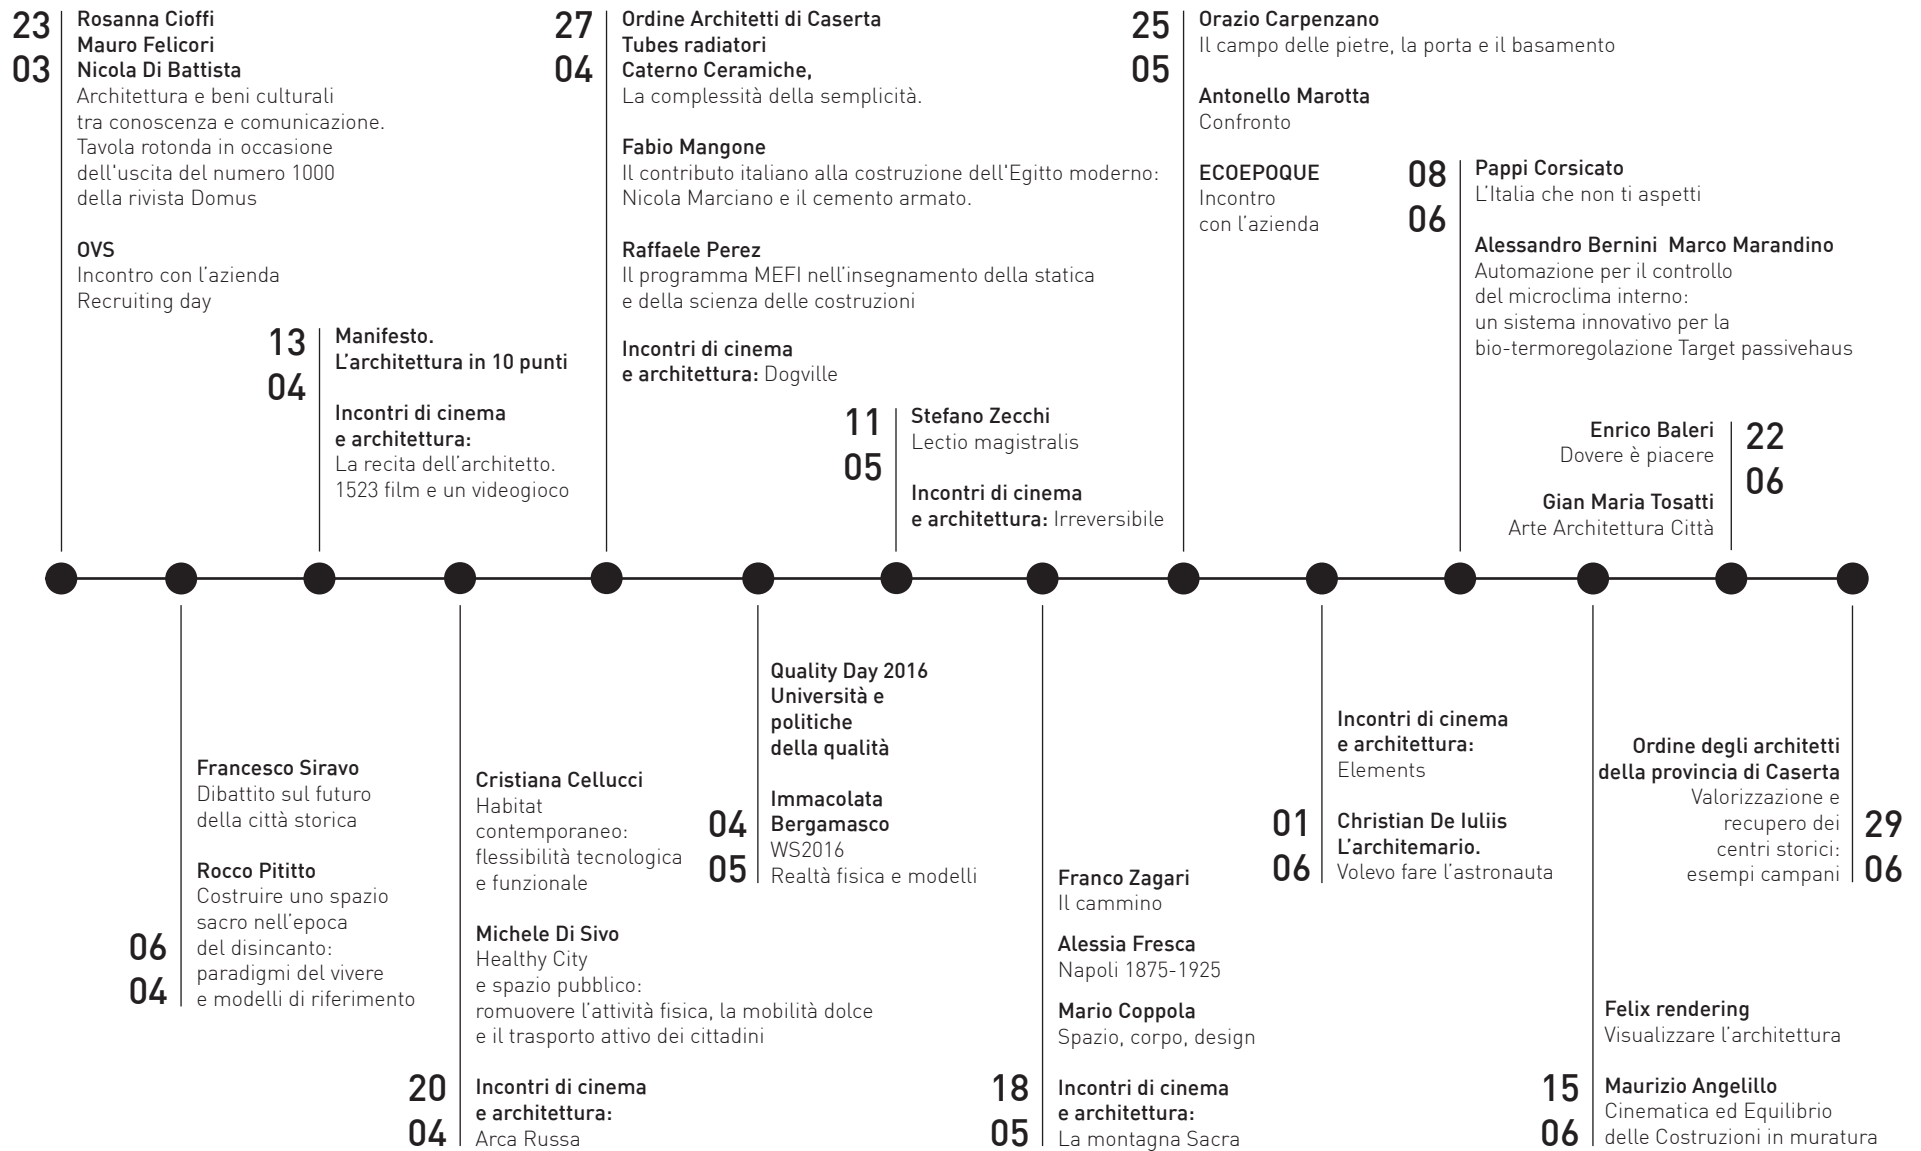 23
03
Rosanna Cioffi
Mauro Felicori
Nicola Di Battista
Architettura e beni culturali
tra conoscenza e comunicazione.
Tavola rotonda in occasione
dell'uscita del numero 1000
della rivista Domus
OVS
Incontro con l'azienda
Recruiting day
13
04
Manifesto.
L'architettura in 10 punti
Incontri di cinema
e architettura:
La recita dell'architetto.
1523 film e un videogioco
27
04
Ordine Architetti di Caserta
Tubes radiatori
Caterno Ceramiche,
La complessità della semplicità.
Fabio Mangone
Il contributo italiano alla costruzione dell'Egitto moderno:
Nicola Marciano e il cemento armato.
Raffaele Perez
Il programma MEFI nell'insegnamento della statica
e della scienza delle costruzioni
Incontri di cinema
e architettura: Dogville
11
05
Stefano Zecchi
Lectio magistralis
Incontri di cinema
e architettura: Irreversibile
25
05
Orazio Carpenzano
Il campo delle pietre, la porta e il basamento
Antonello Marotta
Confronto
ECOEPOQUE
Incontro
con l'azienda
08
06
Pappi Corsicato
L'Italia che non ti aspetti
Alessandro Bernini Marco Marandino
Automazione per il controllo
del microclima interno:
un sistema innovativo per la
bio-termoregolazione Target passivehaus
Enrico Baleri
Dovere è piacere
Gian Maria Tosatti
Arte Architettura Città
22
06
Francesco Siravo
Dibattito sul futuro
della città storica
Rocco Pititto
Costruire uno spazio
sacro nell'epoca
del disincanto:
paradigmi del vivere
e modelli di riferimento
06
04
Cristiana Cellucci
Habitat
contemporaneo:
flessibilità tecnologica
e funzionale
Michele Di Sivo
Healthy City
e spazio pubblico:
romuovere l'attività fisica, la mobilità dolce
e il trasporto attivo dei cittadini
Incontri di cinema
e architettura:
Arca Russa
20
04
Quality Day 2016
Università e
politiche
della qualità
Immacolata
Bergamasco
WS2016
Realtà fisica e modelli
04
05
Franco Zagari
Il cammino
Alessia Fresca
Napoli 1875-1925
Mario Coppola
Spazio, corpo, design
Incontri di cinema
e architettura:
La montagna Sacra
18
05
Incontri di cinema
e architettura:
Elements
Christian De Iuliis
L'architemario.
Volevo fare l'astronauta
01
06
Felix rendering
Visualizzare l'architettura
Maurizio Angelillo
Cinematica ed Equilibrio
delle Costruzioni in muratura
15
06
Ordine degli architetti
della provincia di Caserta
Valorizzazione e
recupero dei
centri storici:
esempi campani
29
06